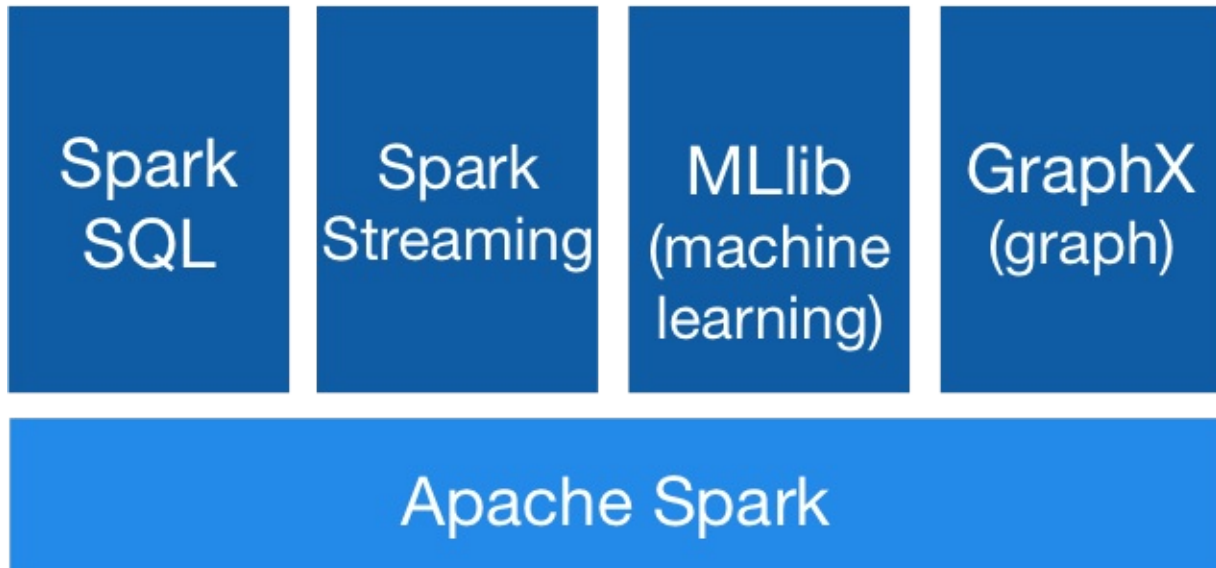 Spark
SQL
Spark
Streaming
MLlib
(machine
learning)
GraphX
(graph)
Apache Spark